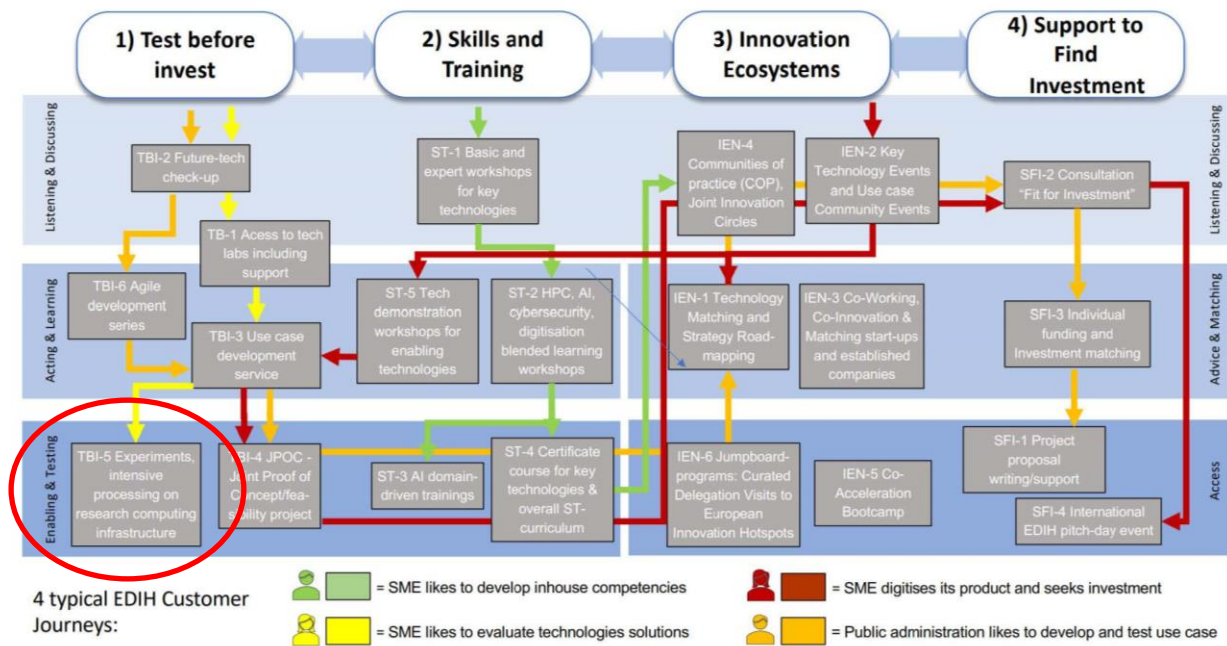 1) Test before
invest
2) Skills and
Training
3) Innovation
Ecosystems
4) Support to
Find
Investment
Listening & Discussing
TBI-2 Future-tech
check-up
TB-1 Acess to tech
labs including
support
ST-1 Basic and
expert workshops
for key
technologies
IEN-4
Communities of
practice (COP),
Joint Innovation
Circles
IEN-2 Key
Technology Events
and Use case
Community Events
SFI-2 Consultation
“Fit for Investment”
Listening & Discussing
Acting & Learning
TBI-6 Agile
development
series
TBI-3 Use case
development
service
ST-5 Tech
demonstration
workshops for
enabling
technologies
ST-2 HPC, AI,
cybersecurity,
digitisation
blended learning
workshops
IEN-1 Technology
Matching and
Strategy Road-
mapping
IEN-3 Co-Working,
Co-Innovation &
Matching start-ups
and established
companies
SFI-3 Individual
funding and
Investment matching
Advice & Matching
Enabling & Testing
TBI-5 Experiments,
intensive
processing on
research computing
infrastructure
TBI-4 JPOC -
Joint Proof of
Concept/fea-
sibility project
ST-3 AI domain-
driven trainings
ST-4 Certificate
course for key
technologies &
overall ST-
curriculum
IEN-6 Jumpboard-
programs: Curated
Delegation Visits to
European
Innovation Hotspots
IEN-5 Co-
Acceleration
Bootcamp
SFI-1 Project
proposal
writing/support
SFI-4 International
EDIH pitch-day event
Access
4 typical EDIH Customer
Journeys:
= SME likes to develop inhouse competencies
= SME digitises its product and seeks investment
= SME likes to evaluate technologies solutions
= Public administration likes to develop and test use case